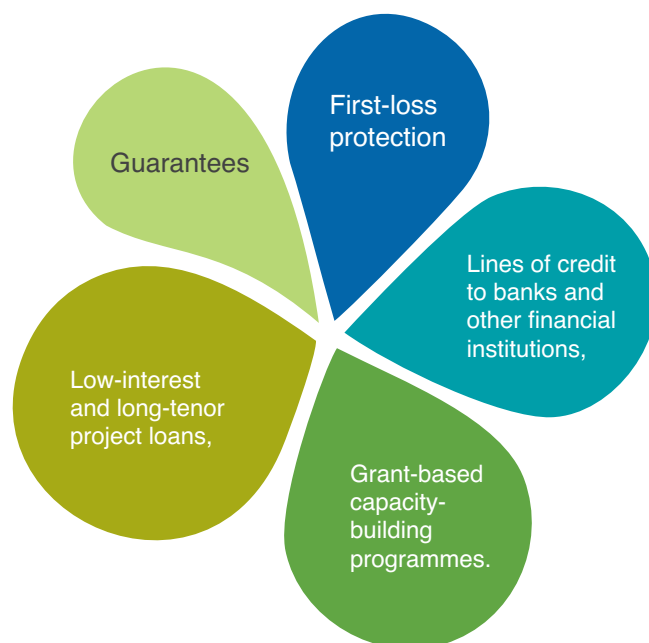 First-loss
protection
Guarantees
Lines of credit
to banks and
other financial
institutions,
Low-interest
and long-tenor
project loans,
Grant-based
capacity-
building
programmes.